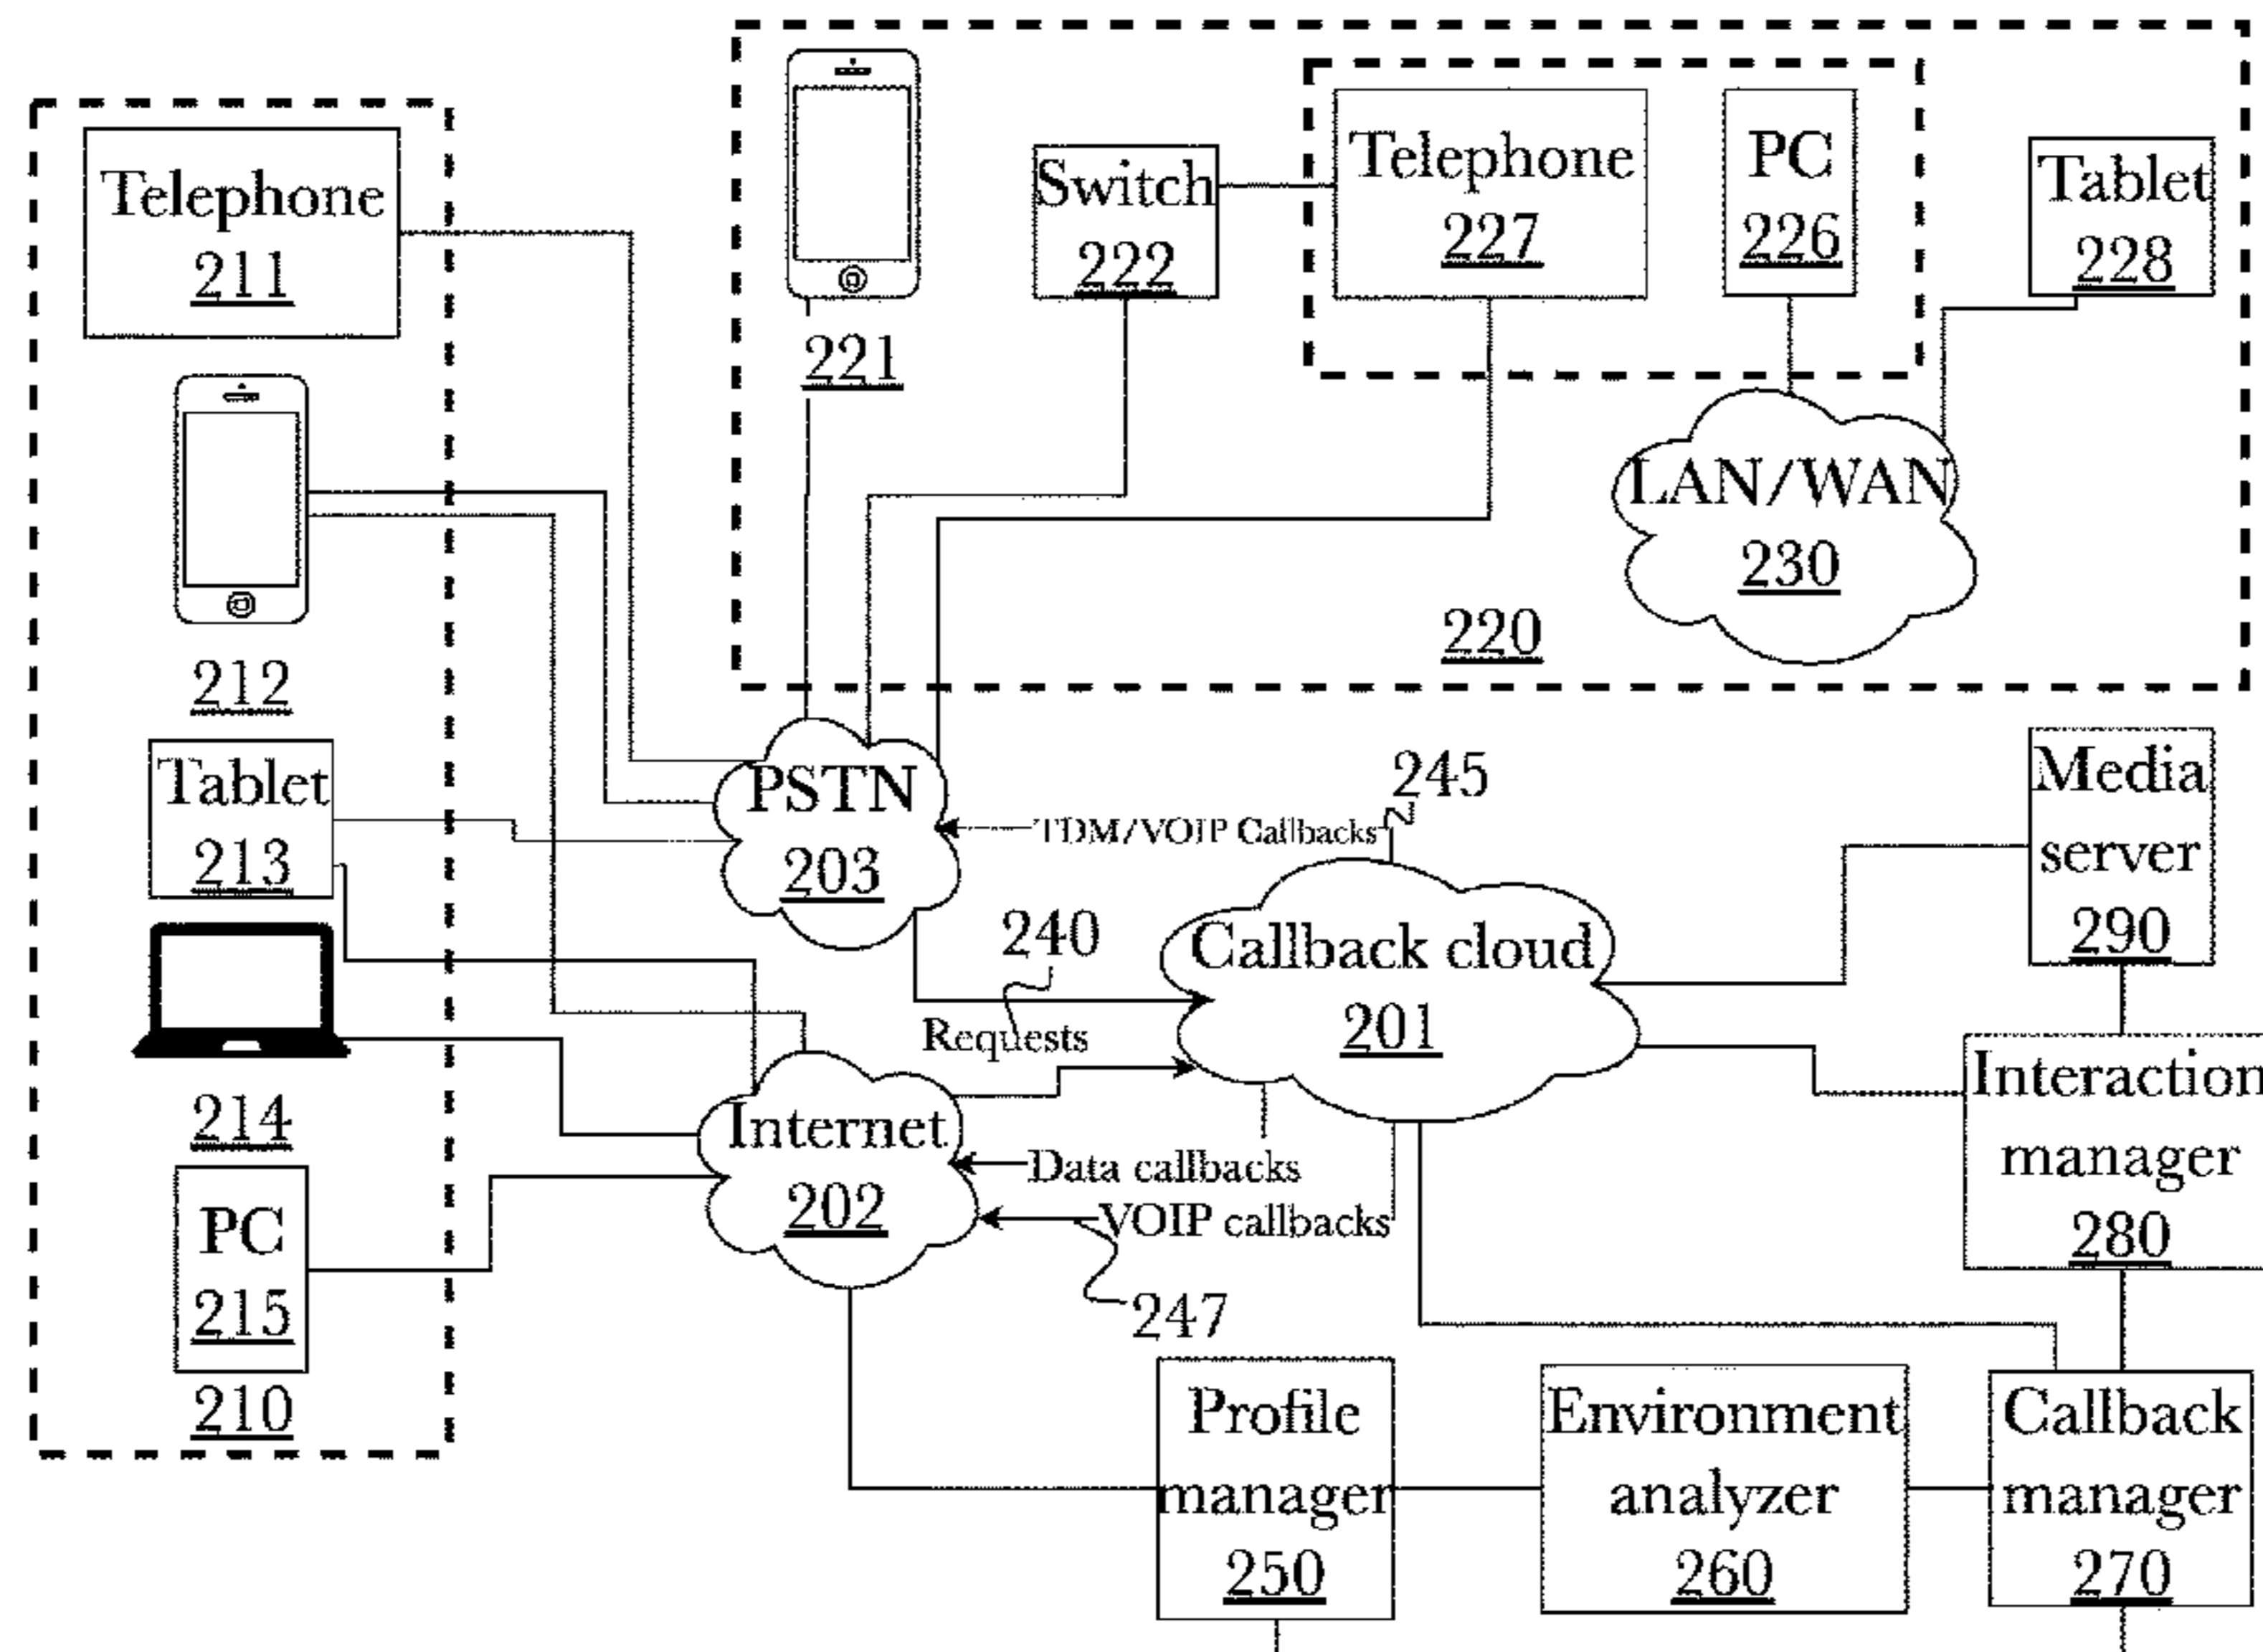 Telephone
211
212
Tablet
213
214
PC
215
210
221
Switch
222
Telephone
227
PC
226
Tablet
228
LAN/WAN
230
220
PSTN
203
245
TDM/VOIP Callbacks
240
Requests
Callback cloud
201
Internet
202
Data callbacks
VOIP callbacks
247
Media
server
290
Interaction
manager
280
Profile
manager
250
Environment
analyzer
260
Callback
manager
270